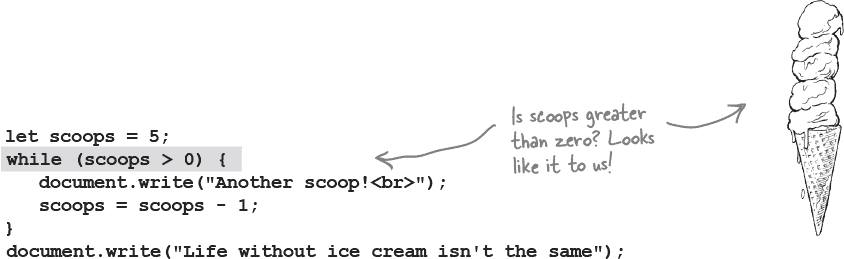 let scoops = 5;
while (scoops > 0) {
   document.write("Another scoop!<br>");
   scoops = scoops - 1;
}
document.write("Life without ice cream isn't the same");
Is scoops greater
than zero? Looks
like it to us!